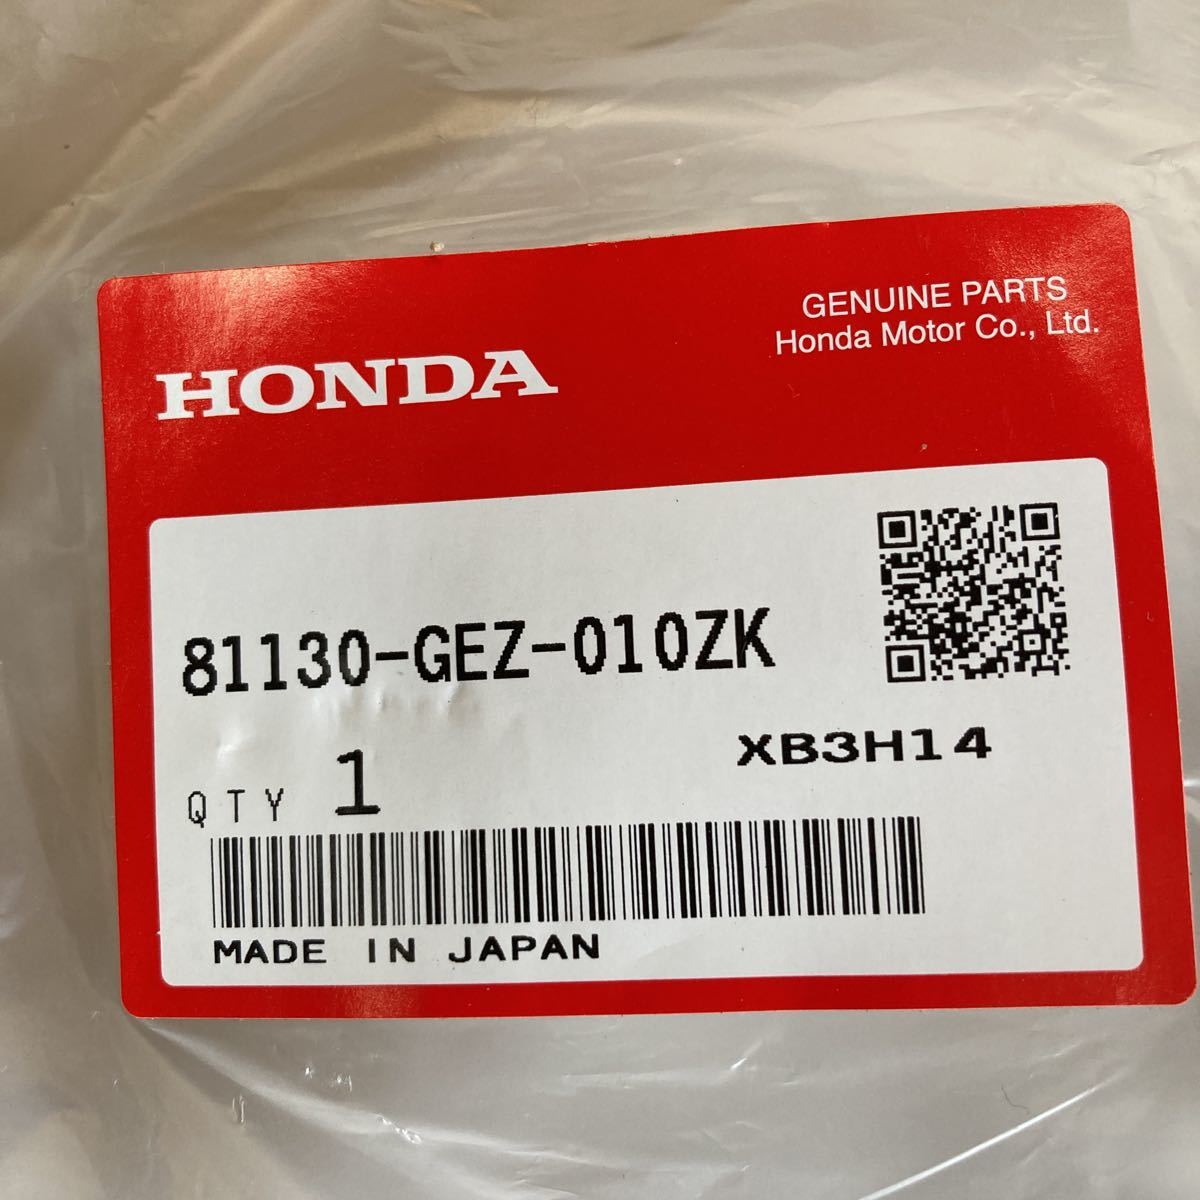 GENUINE PARTS
Honda Motor Co., Ltd.
HONDA
81130-GEZ-010ZK
XB3H14
QTY 1
MADE IN JAPAN